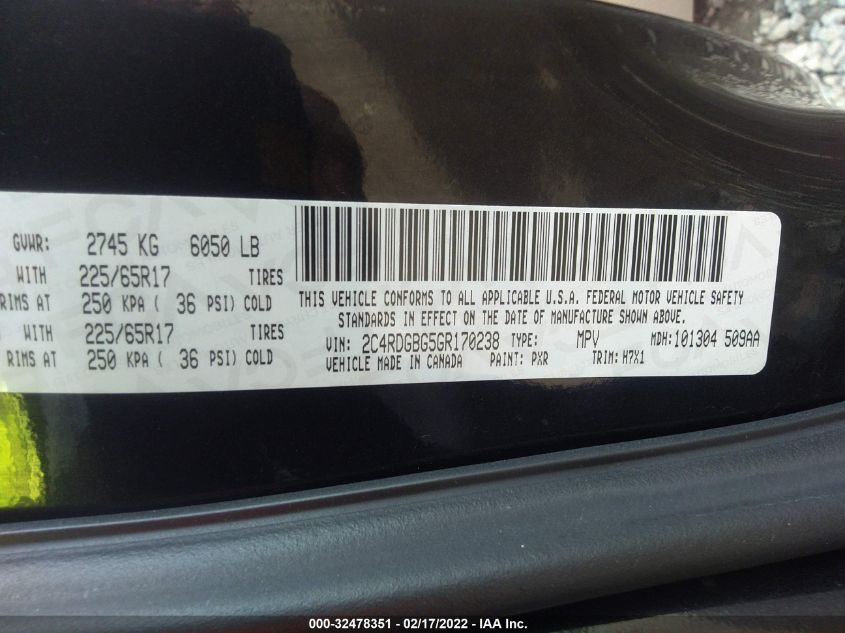 GVWR: 2745 KG 6050 LB
WITH 225/65R17 TIRES
RIMS AT 250 KPA ( 36 PSI) COLD
WITH 225/65R17 TIRES
RIMS AT 250 KPA ( 36 PSI) COLD
THIS VEHICLE CONFORMS TO ALL APPLICABLE U.S.A. FEDERAL MOTOR VEHICLE SAFETY
STANDARDS IN EFFECT ON THE DATE OF MANUFACTURE SHOWN ABOVE.
VIN: 2C4RDGBG5GR170238 TYPE: MPV MDH: 101304 509AA
VEHICLE MADE IN CANADA PAINT: PXR TRIM: H7X1
000-32478351 / 02/17/2022 - IAA Inc.